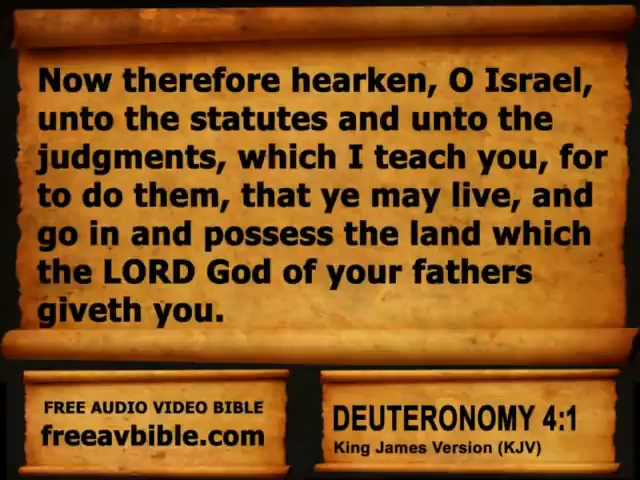 Now therefore hearken, O Israel,
unto the statutes and unto the
judgments, which I teach you, for
to do them, that ye may live, and
go in and possess the land which
the LORD God of your fathers
giveth you.
FREE AUDIO VIDEO BIBLE
freeavbible.com
DEUTERONOMY 4:1
King James Version (KJV)